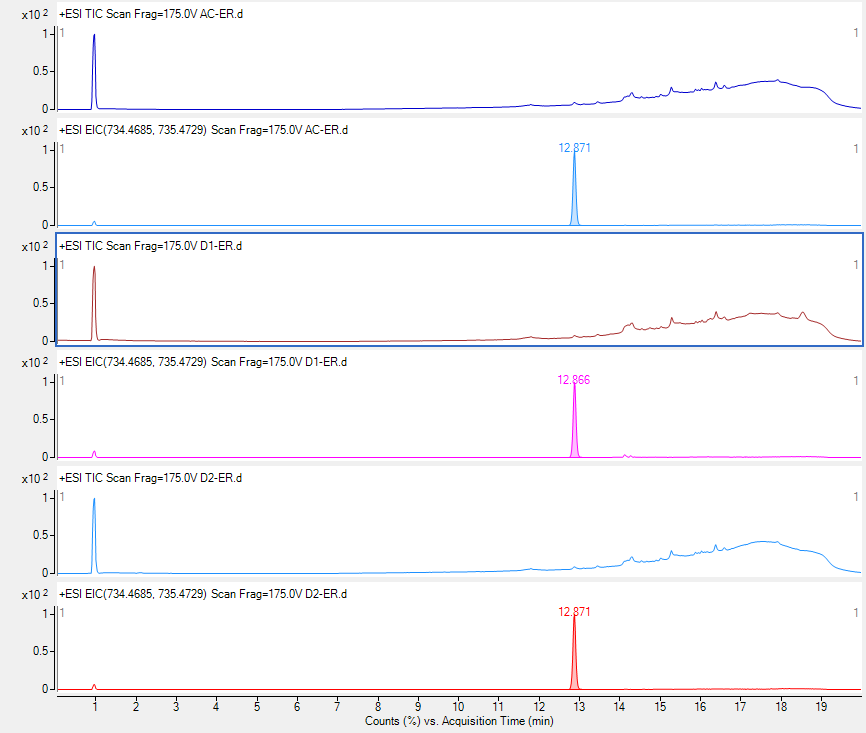 x10 2 +ESI TIC Scan Frag=175.0V AC-ER.d
1 1 1
0.5
0
x10 2 +ESI EIC(734.4685, 735.4729) Scan Frag=175.0V AC-ER.d
1 1 12.871 1
0.5
0
x10 2 +ESI TIC Scan Frag=175.0V D1-ER.d
1 1 1
0.5
0
x10 2 +ESI EIC(734.4685, 735.4729) Scan Frag=175.0V D1-ER.d
1 1 12.866 1
0.5
0
x10 2 +ESI TIC Scan Frag=175.0V D2-ER.d
1 1 1
0.5
0
x10 2 +ESI EIC(734.4685, 735.4729) Scan Frag=175.0V D2-ER.d
1 1 12.871 1
0.5
0
1 2 3 4 5 6 7 8 9 10 11 12 13 14 15 16 17 18 19
Counts (%) vs. Acquisition Time (min)